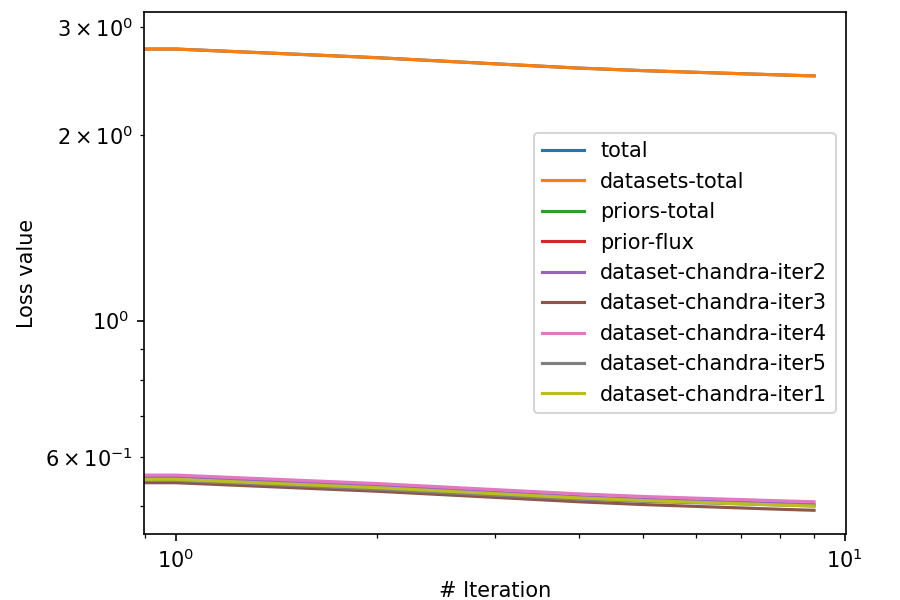 3 × 10⁰
2 × 10⁰
10⁰
6 × 10⁻¹
Loss value
total
datasets-total
priors-total
prior-flux
dataset-chandra-iter2
dataset-chandra-iter3
dataset-chandra-iter4
dataset-chandra-iter5
dataset-chandra-iter1
10⁰
10¹
# Iteration